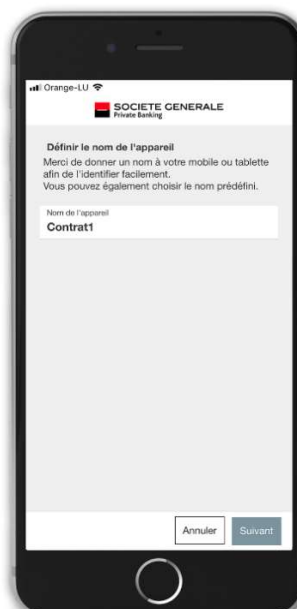 Orange-LU
SOCIETE GENERALE
Private Banking
Définir le nom de l'appareil
Merci de donner un nom à votre mobile ou tablette
afin de l'identifier facilement.
Vous pouvez également choisir le nom prédéfini.
Nom de l'appareil
Contrat1
Annuler Suivant